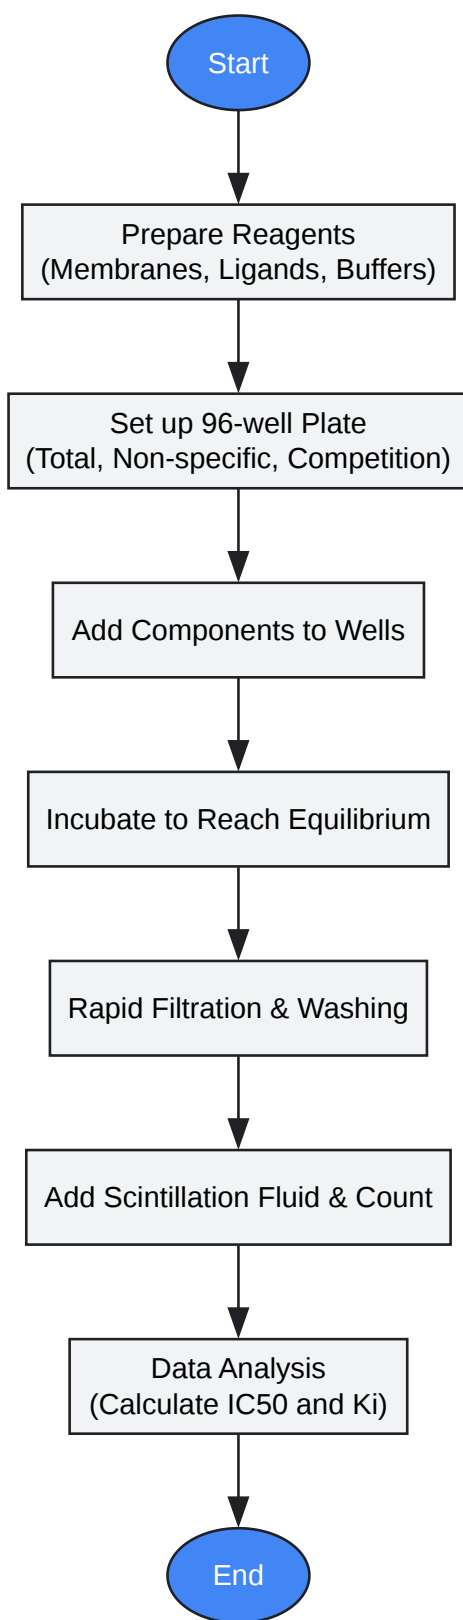 Start
Prepare Reagents
(Membranes, Ligands, Buffers)
Set up 96-well Plate
(Total, Non-specific, Competition)
Add Components to Wells
Incubate to Reach Equilibrium
Rapid Filtration & Washing
Add Scintillation Fluid & Count
Data Analysis
(Calculate IC50 and Ki)
End